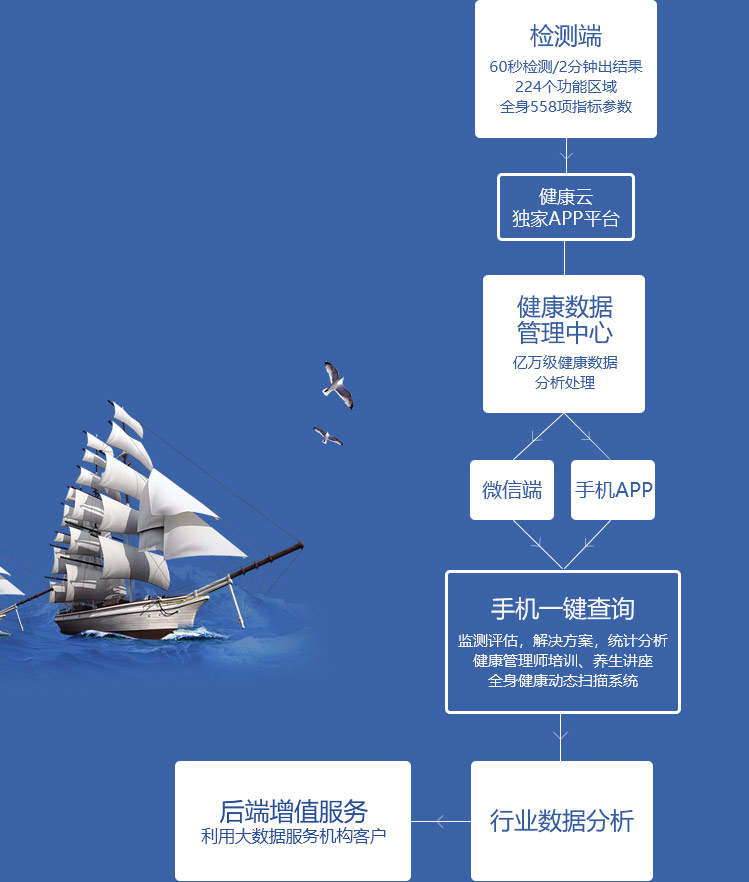 检测端
60秒检测/2分钟出结果
224个功能区域
全身558项指标参数
健康云
独家APP平台
健康数据
管理中心
亿万级健康数据
分析处理
微信端
手机APP
手机一键查询
监测评估，解决方案，统计分析
健康管理师培训、养生讲座
全身健康动态扫描系统
后端增值服务
利用大数据服务机构客户
行业数据分析